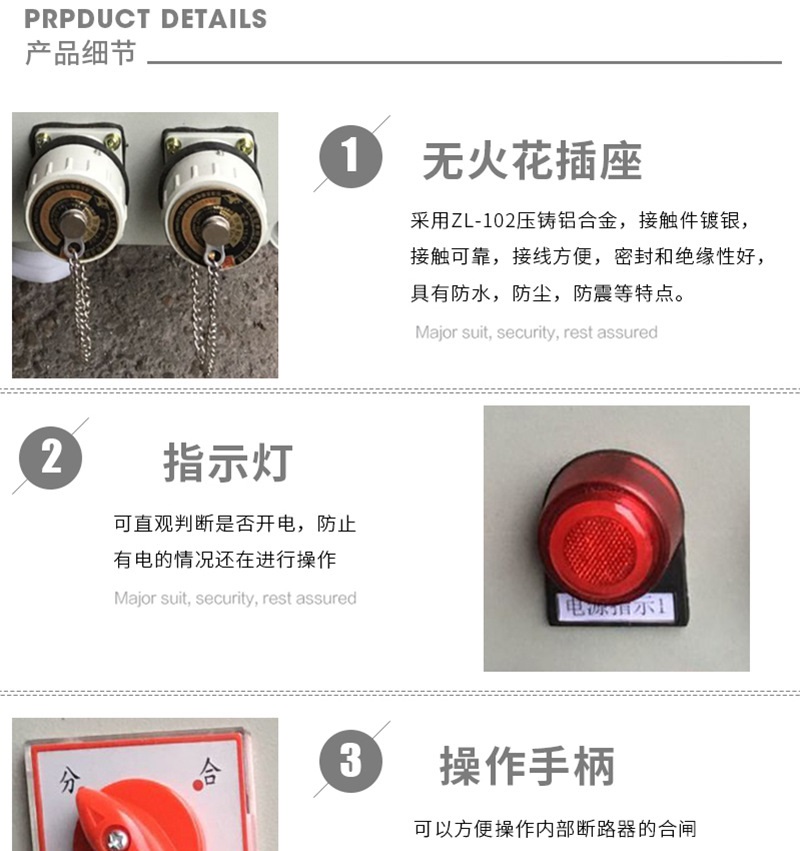 PRPDUCT DETAILS
产品细节
1
无火花插座
采用ZL-102压铸铝合金，接触件镀银，
接触可靠，接线方便，密封和绝缘性好，
具有防水，防尘，防震等特点。
Major suit, security, rest assured
2
指示灯
可直观判断是否开电，防止
有电的情况还在进行操作
Major suit, security, rest assured
电源指示1
3
操作手柄
分 合
可以方便操作内部断路器的合闸